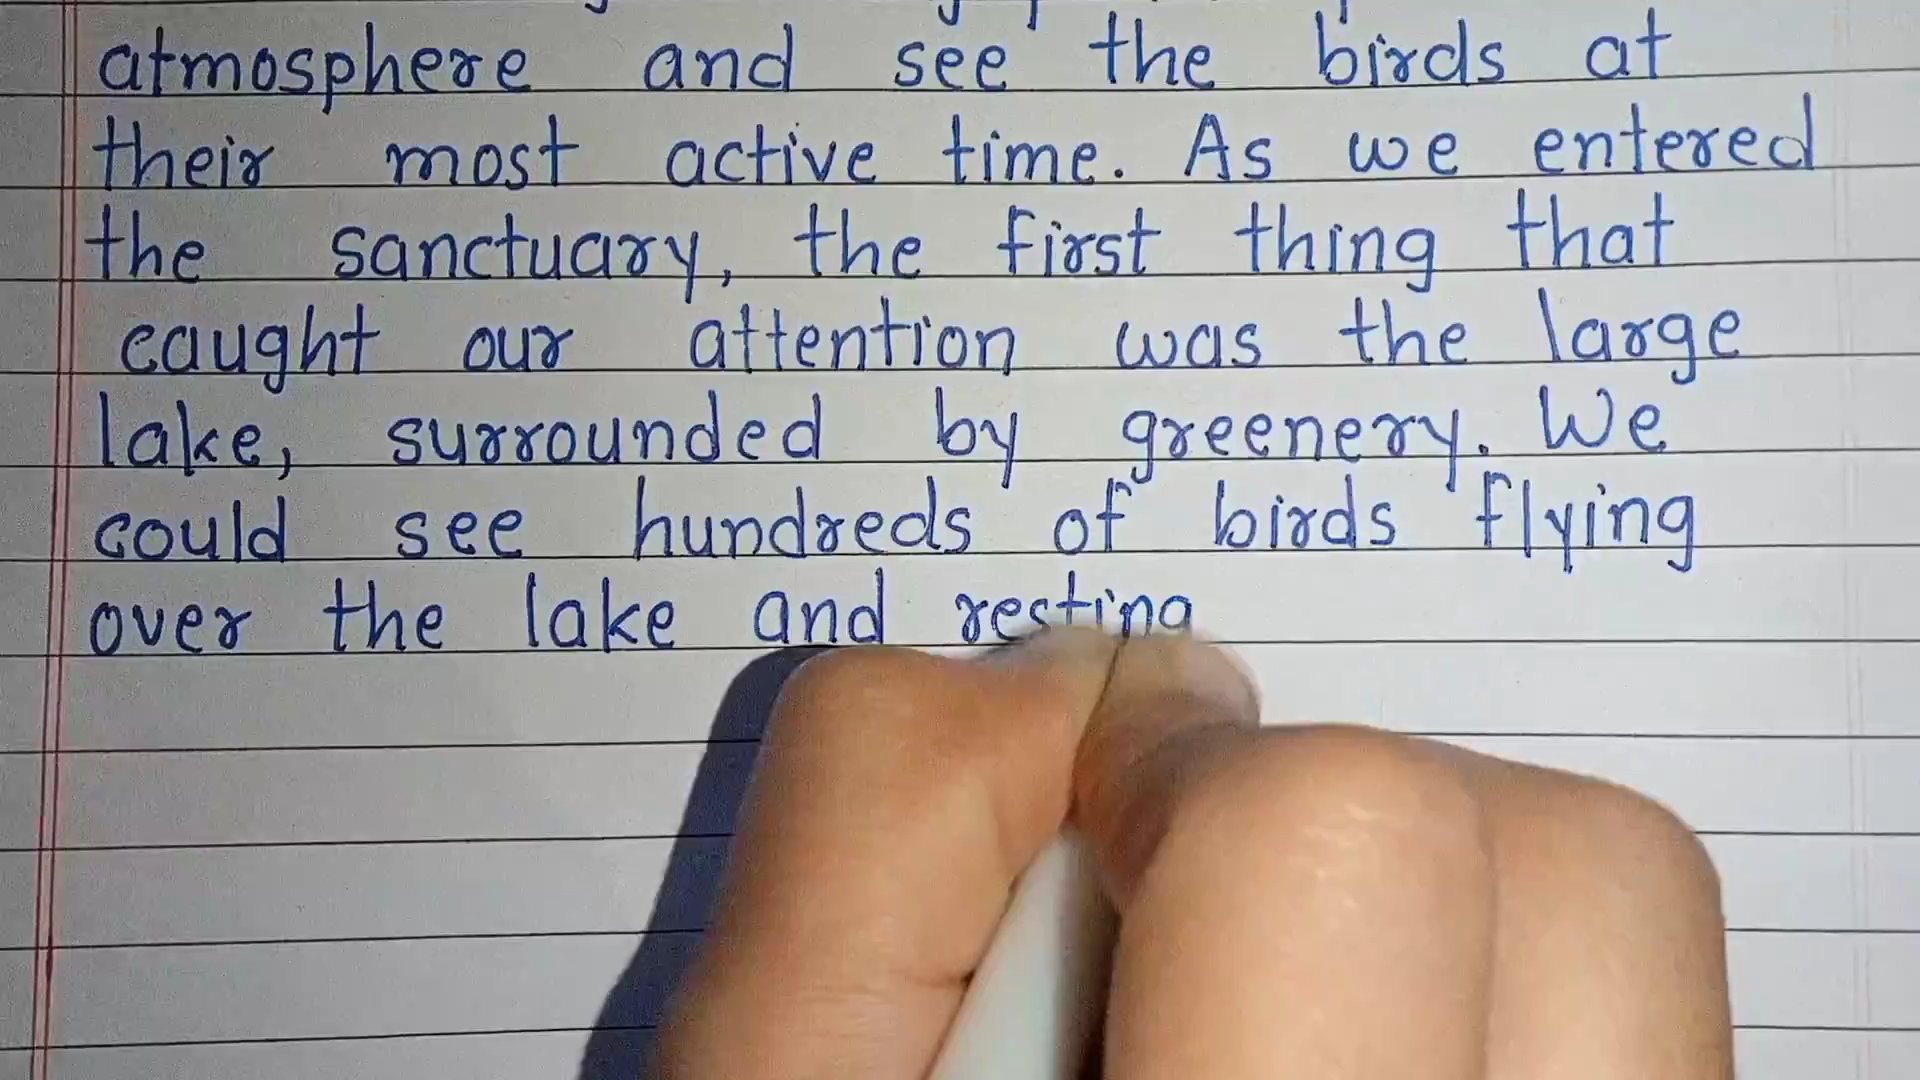 atmosphere and see the birds at
their most active time. As we entered
the sanctuary, the first thing that
caught our attention was the large
lake, surrounded by greenery. We
could see hundreds of birds flying
over the lake and resting